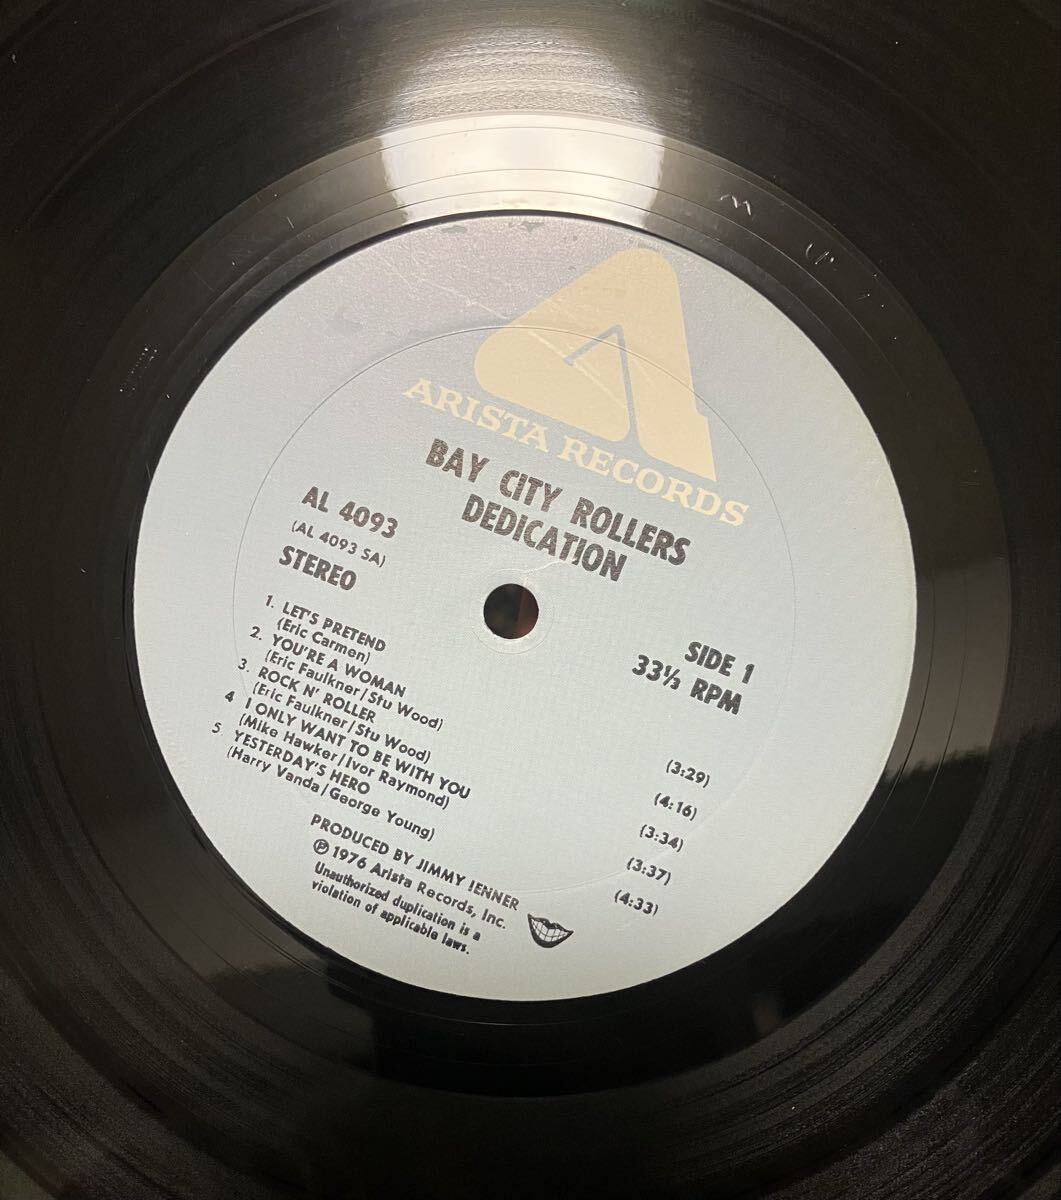 ARISTA RECORDS
BAY CITY ROLLERS
DEDICATION
AL 4093
(AL 4093 SA)
STEREO
SIDE 1
33⅓ RPM
1. LET'S PRETEND (3:29)
(Eric Carmen)
2. YOU'RE A WOMAN (4:16)
(Eric Faulkner/Stu Wood)
3. ROCK N' ROLLER (3:34)
(Eric Faulkner/Stu Wood)
4 I ONLY WANT TO BE WITH YOU (3:37)
(Mike Hawker/Ivor Raymond)
5. YESTERDAY'S HERO (4:33)
(Harry Vanda/George Young)
PRODUCED BY JIMMY IENNER
℗ 1976 Arista Records, Inc.
Unauthorized duplication is a
violation of applicable laws.